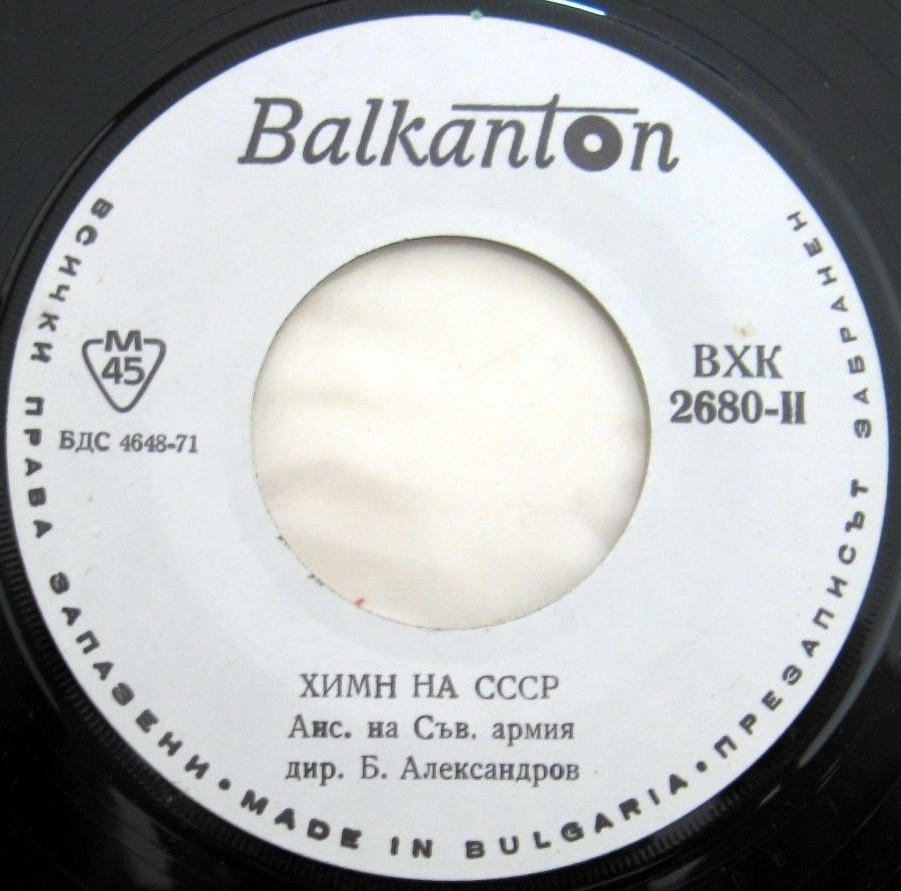 Balkanton
M
45
БДС 4648-71
ВХК
2680-II
ХИМН НА СССР
Анс. на Съв. армия
дир. Б. Александров
ВСИЧКИ ПРАВА ЗАПАЗЕНИ • MADE IN BULGARIA • ПРЕЗАПИСЪТ ЗАБРАНЕН